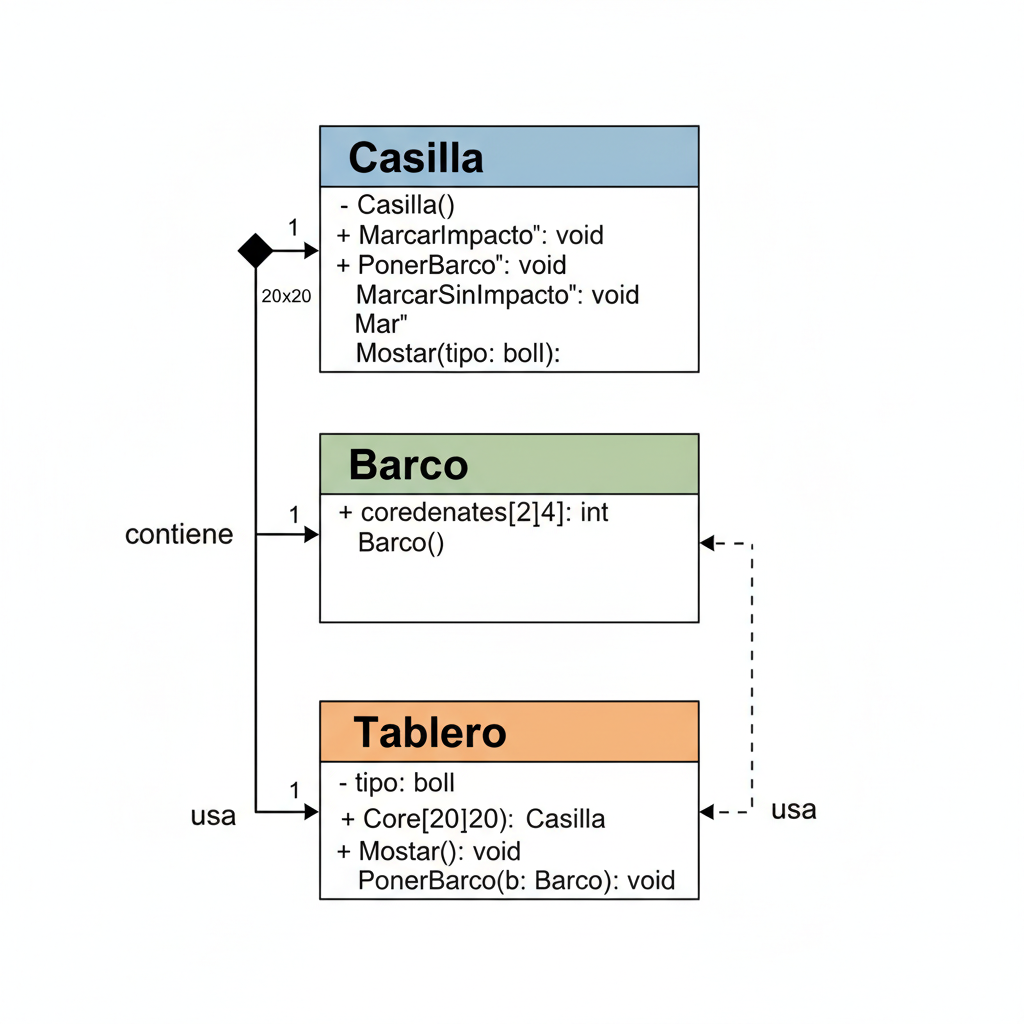 Casilla
- Casilla()
+ MarcarImpacto": void
+ PonerBarco": void
MarcarSinImpacto": void
Mar"
Mostar(tipo: boll):
1
20x20
Barco
+ coredenates[2]4]: int
Barco()
1
contiene
Tablero
- tipo: boll
+ Core[20]20): Casilla
+ Mostar(): void
PonerBarco(b: Barco): void
1
usa
usa